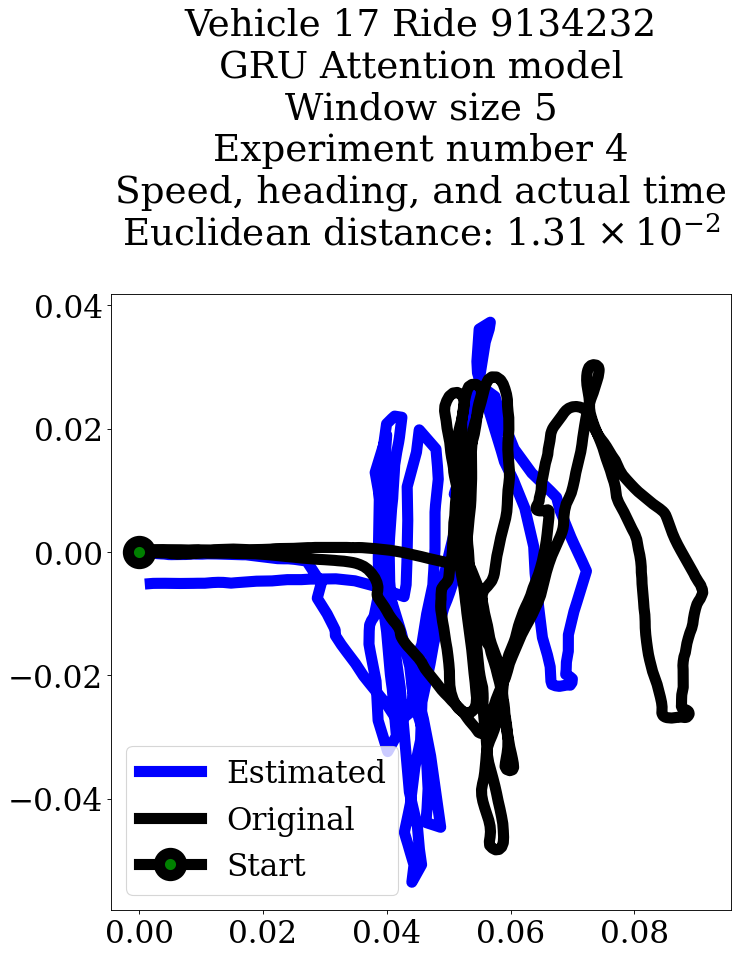 Vehicle 17 Ride 9134232
GRU Attention model
Window size 5
Experiment number 4
Speed, heading, and actual time
Euclidean distance: 1.31 × 10⁻²
0.04
0.02
0.00
−0.02
−0.04
Estimated
Original
Start
0.00 0.02 0.04 0.06 0.08